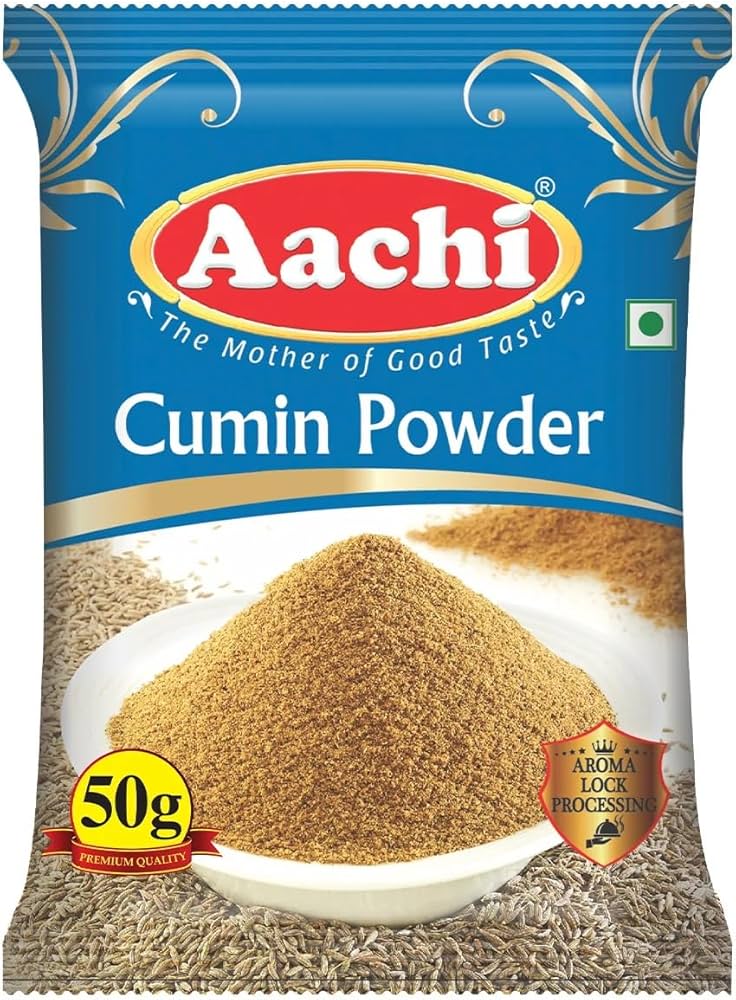 Aachi®
The Mother of Good Taste
Cumin Powder
50g
PREMIUM QUALITY
AROMA
LOCK
PROCESSING